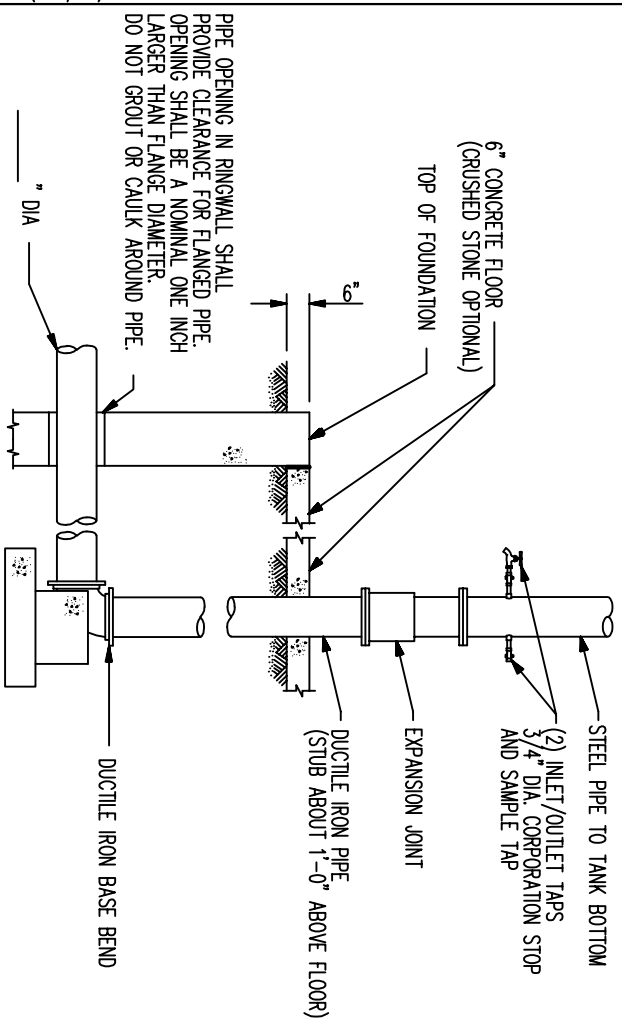 STEEL PIPE TO TANK BOTTOM
(2) INLET/OUTLET TAPS
3/4" DIA. CORPORATION STOP
AND SAMPLE TAP
EXPANSION JOINT
DUCTILE IRON PIPE
(STUB ABOUT 1'-0" ABOVE FLOOR)
DUCTILE IRON BASE BEND
6" CONCRETE FLOOR
(CRUSHED STONE OPTIONAL)
TOP OF FOUNDATION
6"
PIPE OPENING IN RINGWALL SHALL
PROVIDE CLEARANCE FOR FLANGED PIPE.
OPENING SHALL BE A NOMINAL ONE INCH
LARGER THAN FLANGE DIAMETER.
DO NOT GROUT OR CAULK AROUND PIPE.
" DIA